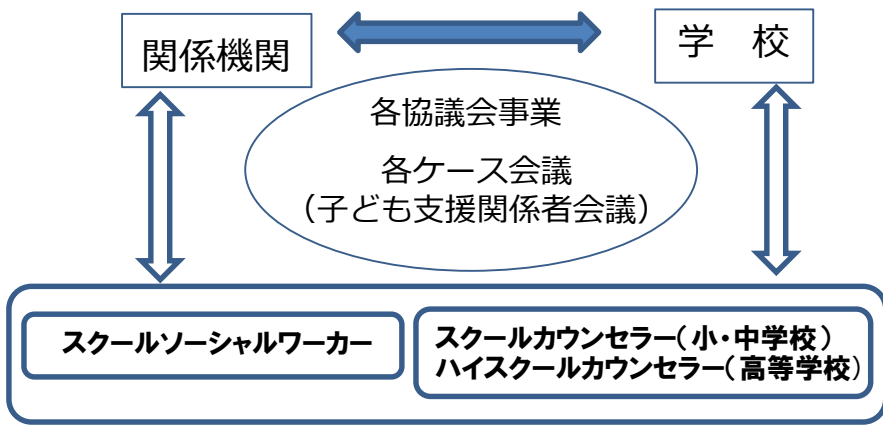 関係機関
学　校
各協議会事業
各ケース会議
（子ども支援関係者会議）
スクールソーシャルワーカー
スクールカウンセラー（小・中学校）
ハイスクールカウンセラー（高等学校）